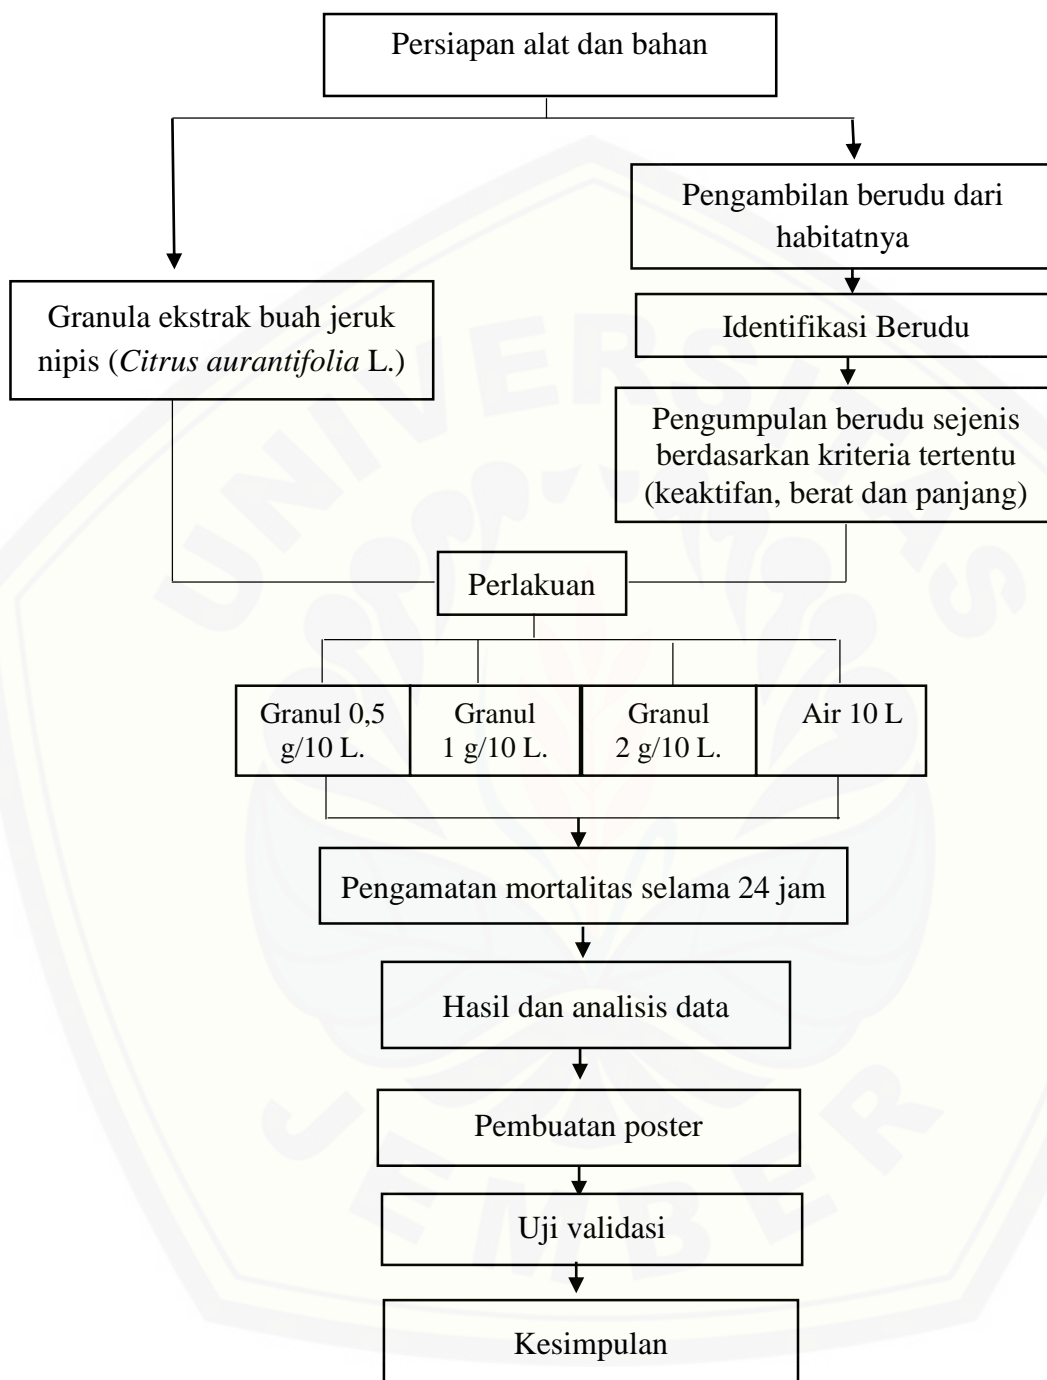 Persiapan alat dan bahan
Pengambilan berudu dari
habitatnya
Granula ekstrak buah jeruk
nipis (Citrus aurantifolia L.)
Identifikasi Berudu
Pengumpulan berudu sejenis
berdasarkan kriteria tertentu
(keaktifan, berat dan panjang)
Perlakuan
Granul 0,5
g/10 L.
Granul
1 g/10 L.
Granul
2 g/10 L.
Air 10 L
Pengamatan mortalitas selama 24 jam
Hasil dan analisis data
Pembuatan poster
Uji validasi
Kesimpulan
UNIVERSITAS
JEMBER